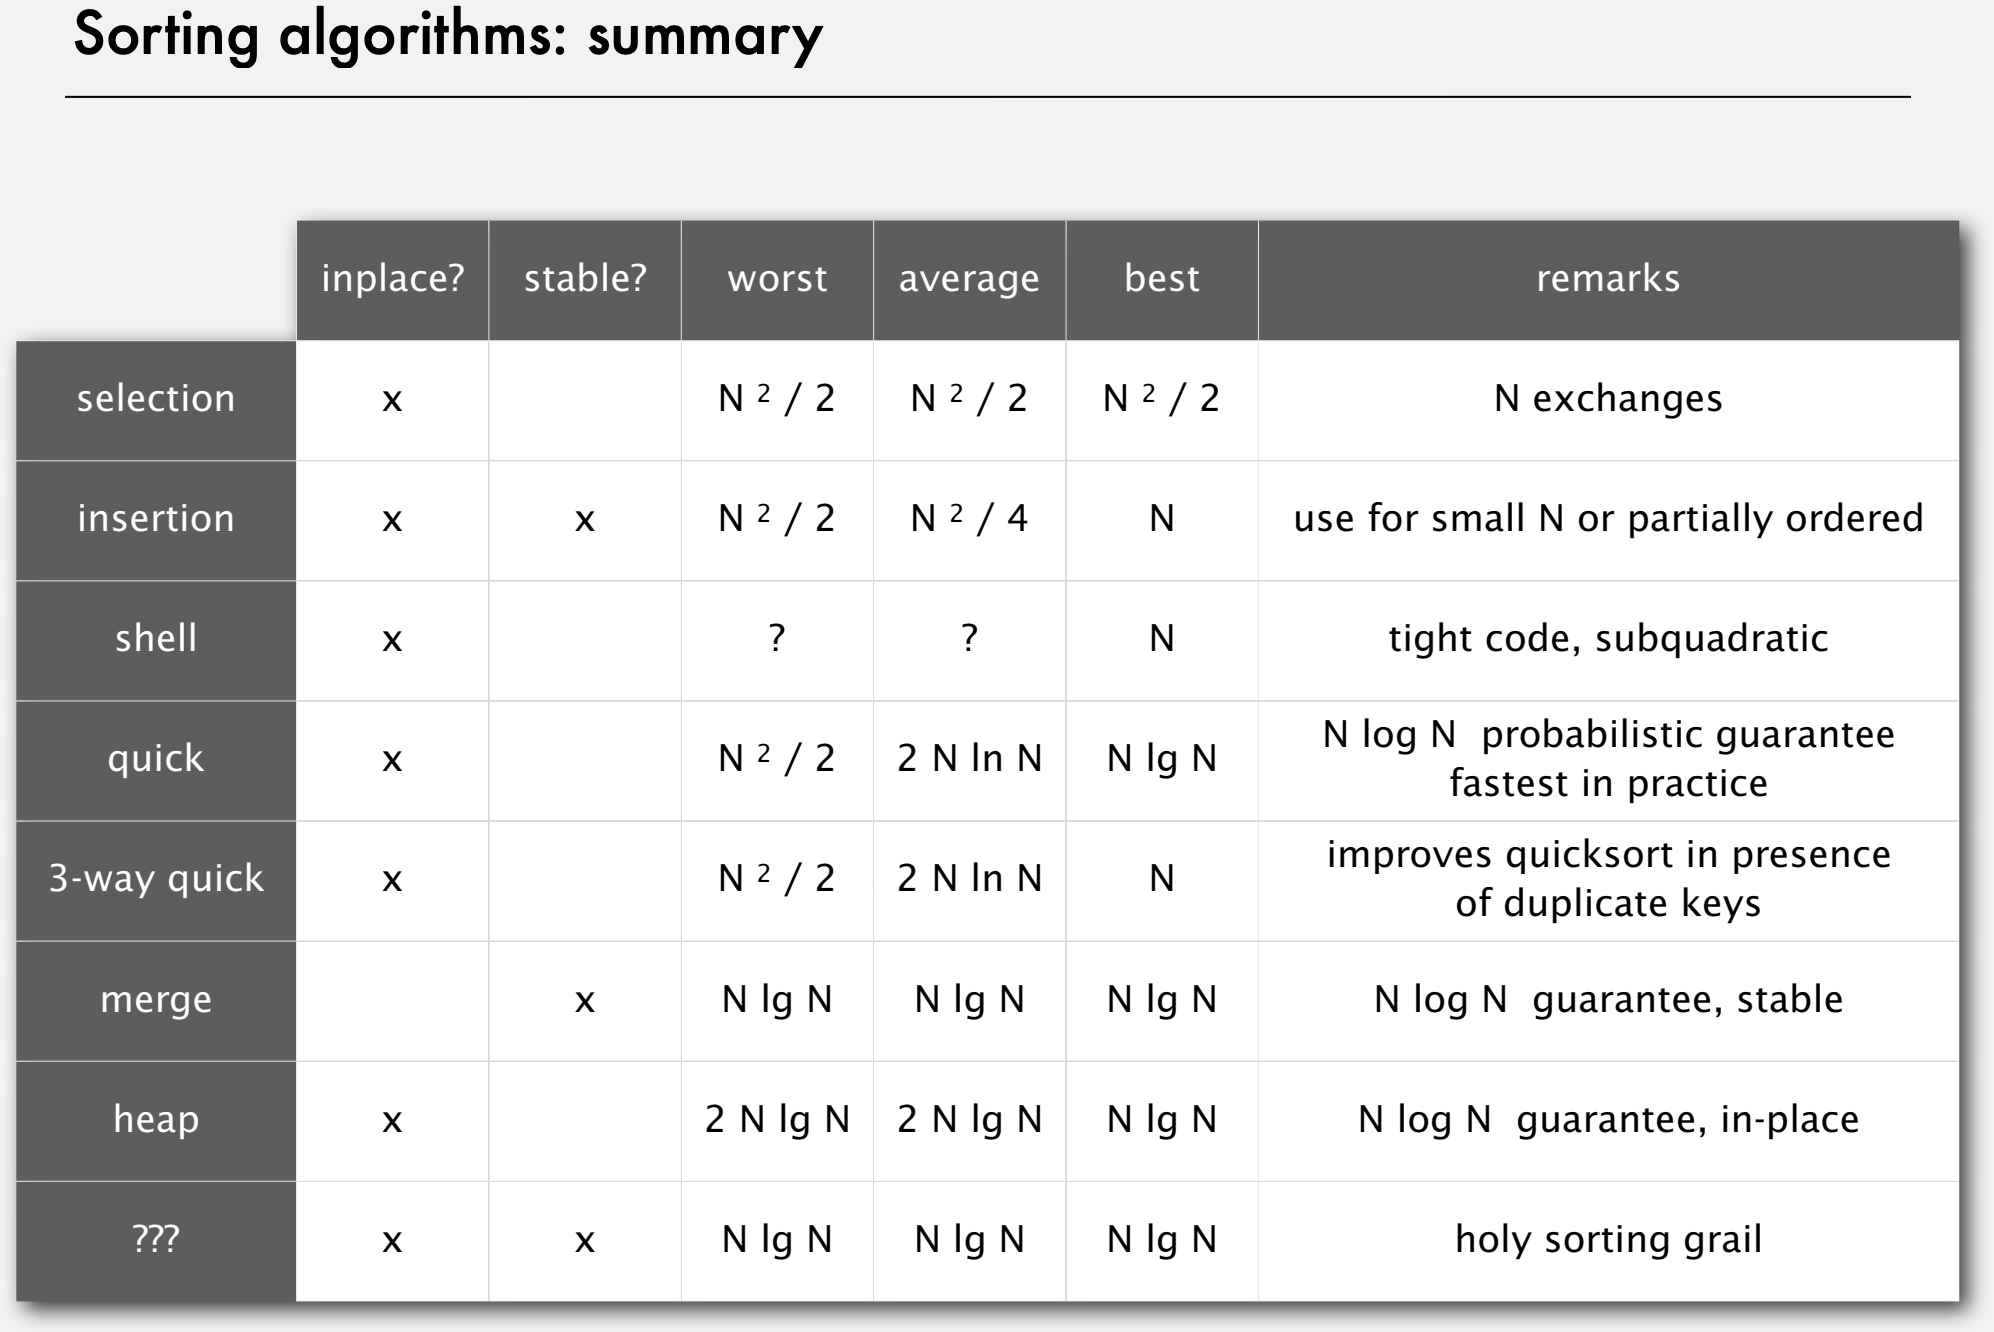 Sorting algorithms: summary
inplace? stable? worst average best remarks
selection x N ² / 2 N ² / 2 N ² / 2 N exchanges
insertion x x N ² / 2 N ² / 4 N use for small N or partially ordered
shell x ? ? N tight code, subquadratic
quick x N ² / 2 2 N ln N N lg N N log N probabilistic guarantee
fastest in practice
3-way quick x N ² / 2 2 N ln N N improves quicksort in presence
of duplicate keys
merge x N lg N N lg N N lg N N log N guarantee, stable
heap x 2 N lg N 2 N lg N N lg N N log N guarantee, in-place
??? x x N lg N N lg N N lg N holy sorting grail